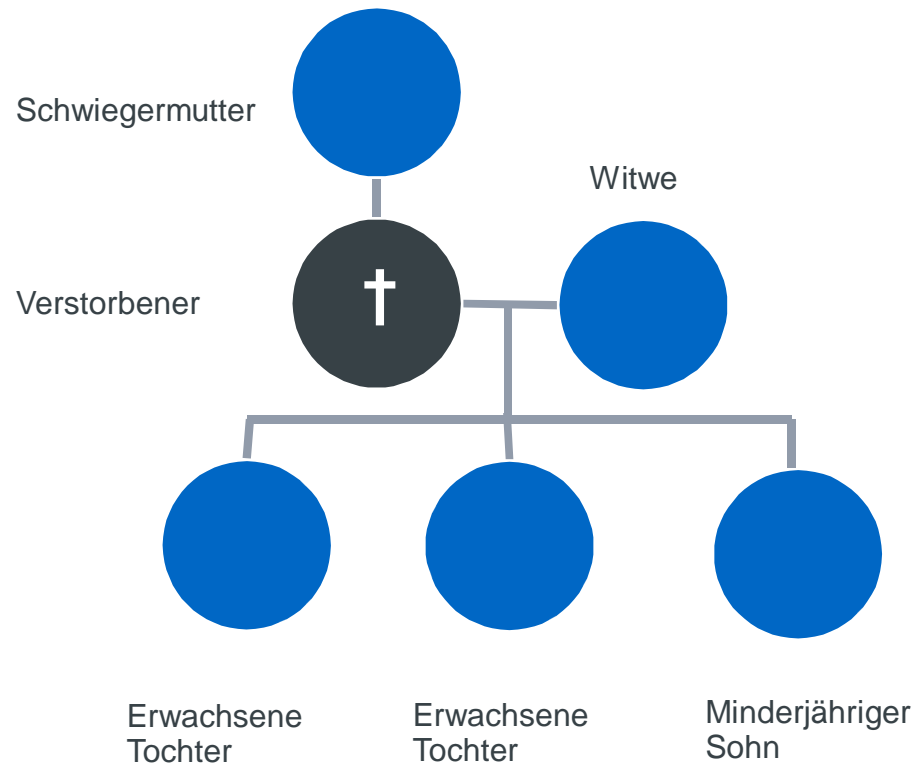 Schwiegermutter
Witwe
Verstorbener
†
Erwachsene
Tochter
Erwachsene
Tochter
Minderjähriger
Sohn